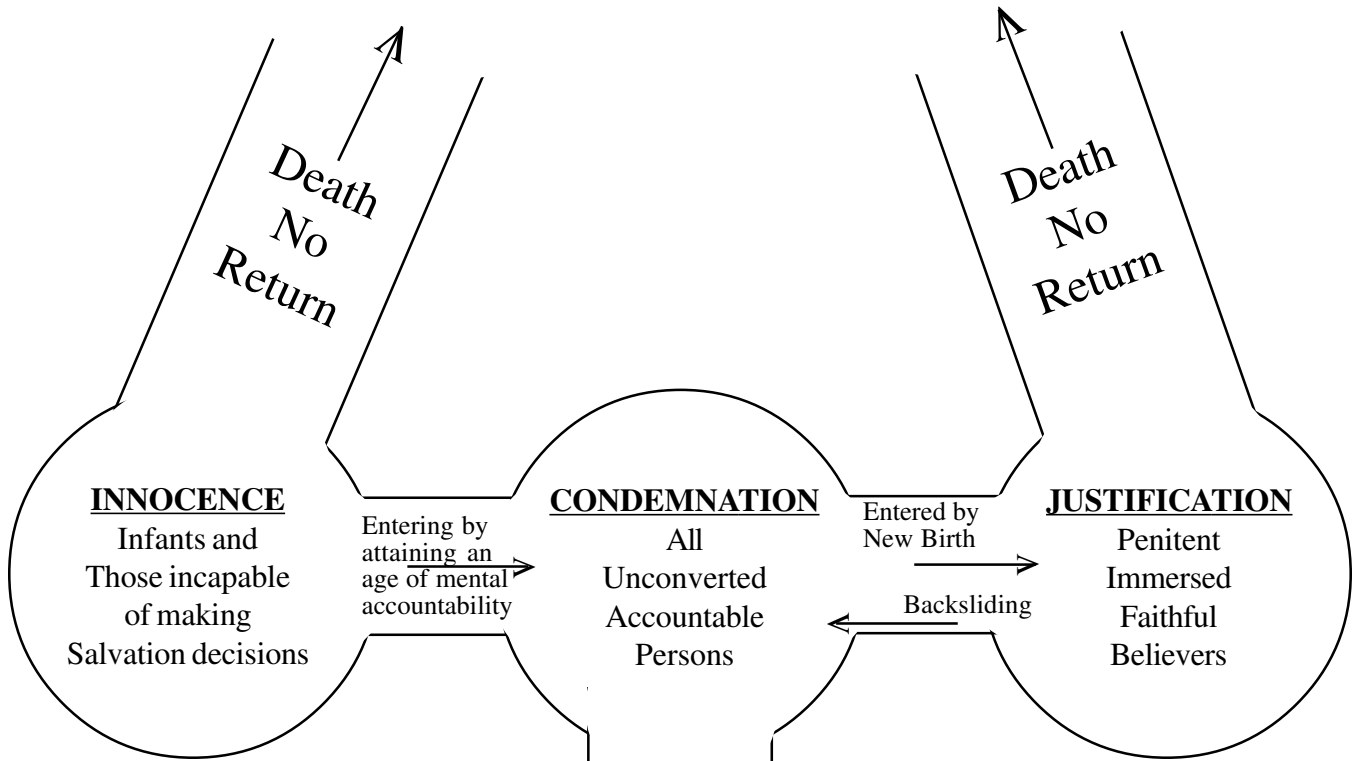 Death
No
Return
Death
No
Return
INNOCENCE
Infants and
Those incapable
of making
Salvation decisions
Entering by
attaining an
age of mental
accountability
CONDEMNATION
All
Unconverted
Accountable
Persons
Entered by
New Birth
Backsliding
JUSTIFICATION
Penitent
Immersed
Faithful
Believers